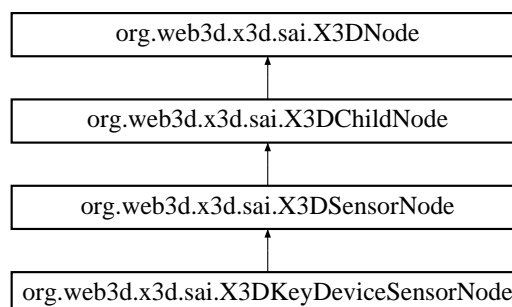 org.web3d.x3d.sai.X3DNode
org.web3d.x3d.sai.X3DChildNode
org.web3d.x3d.sai.X3DSensorNode
org.web3d.x3d.sai.X3DKeyDeviceSensorNode